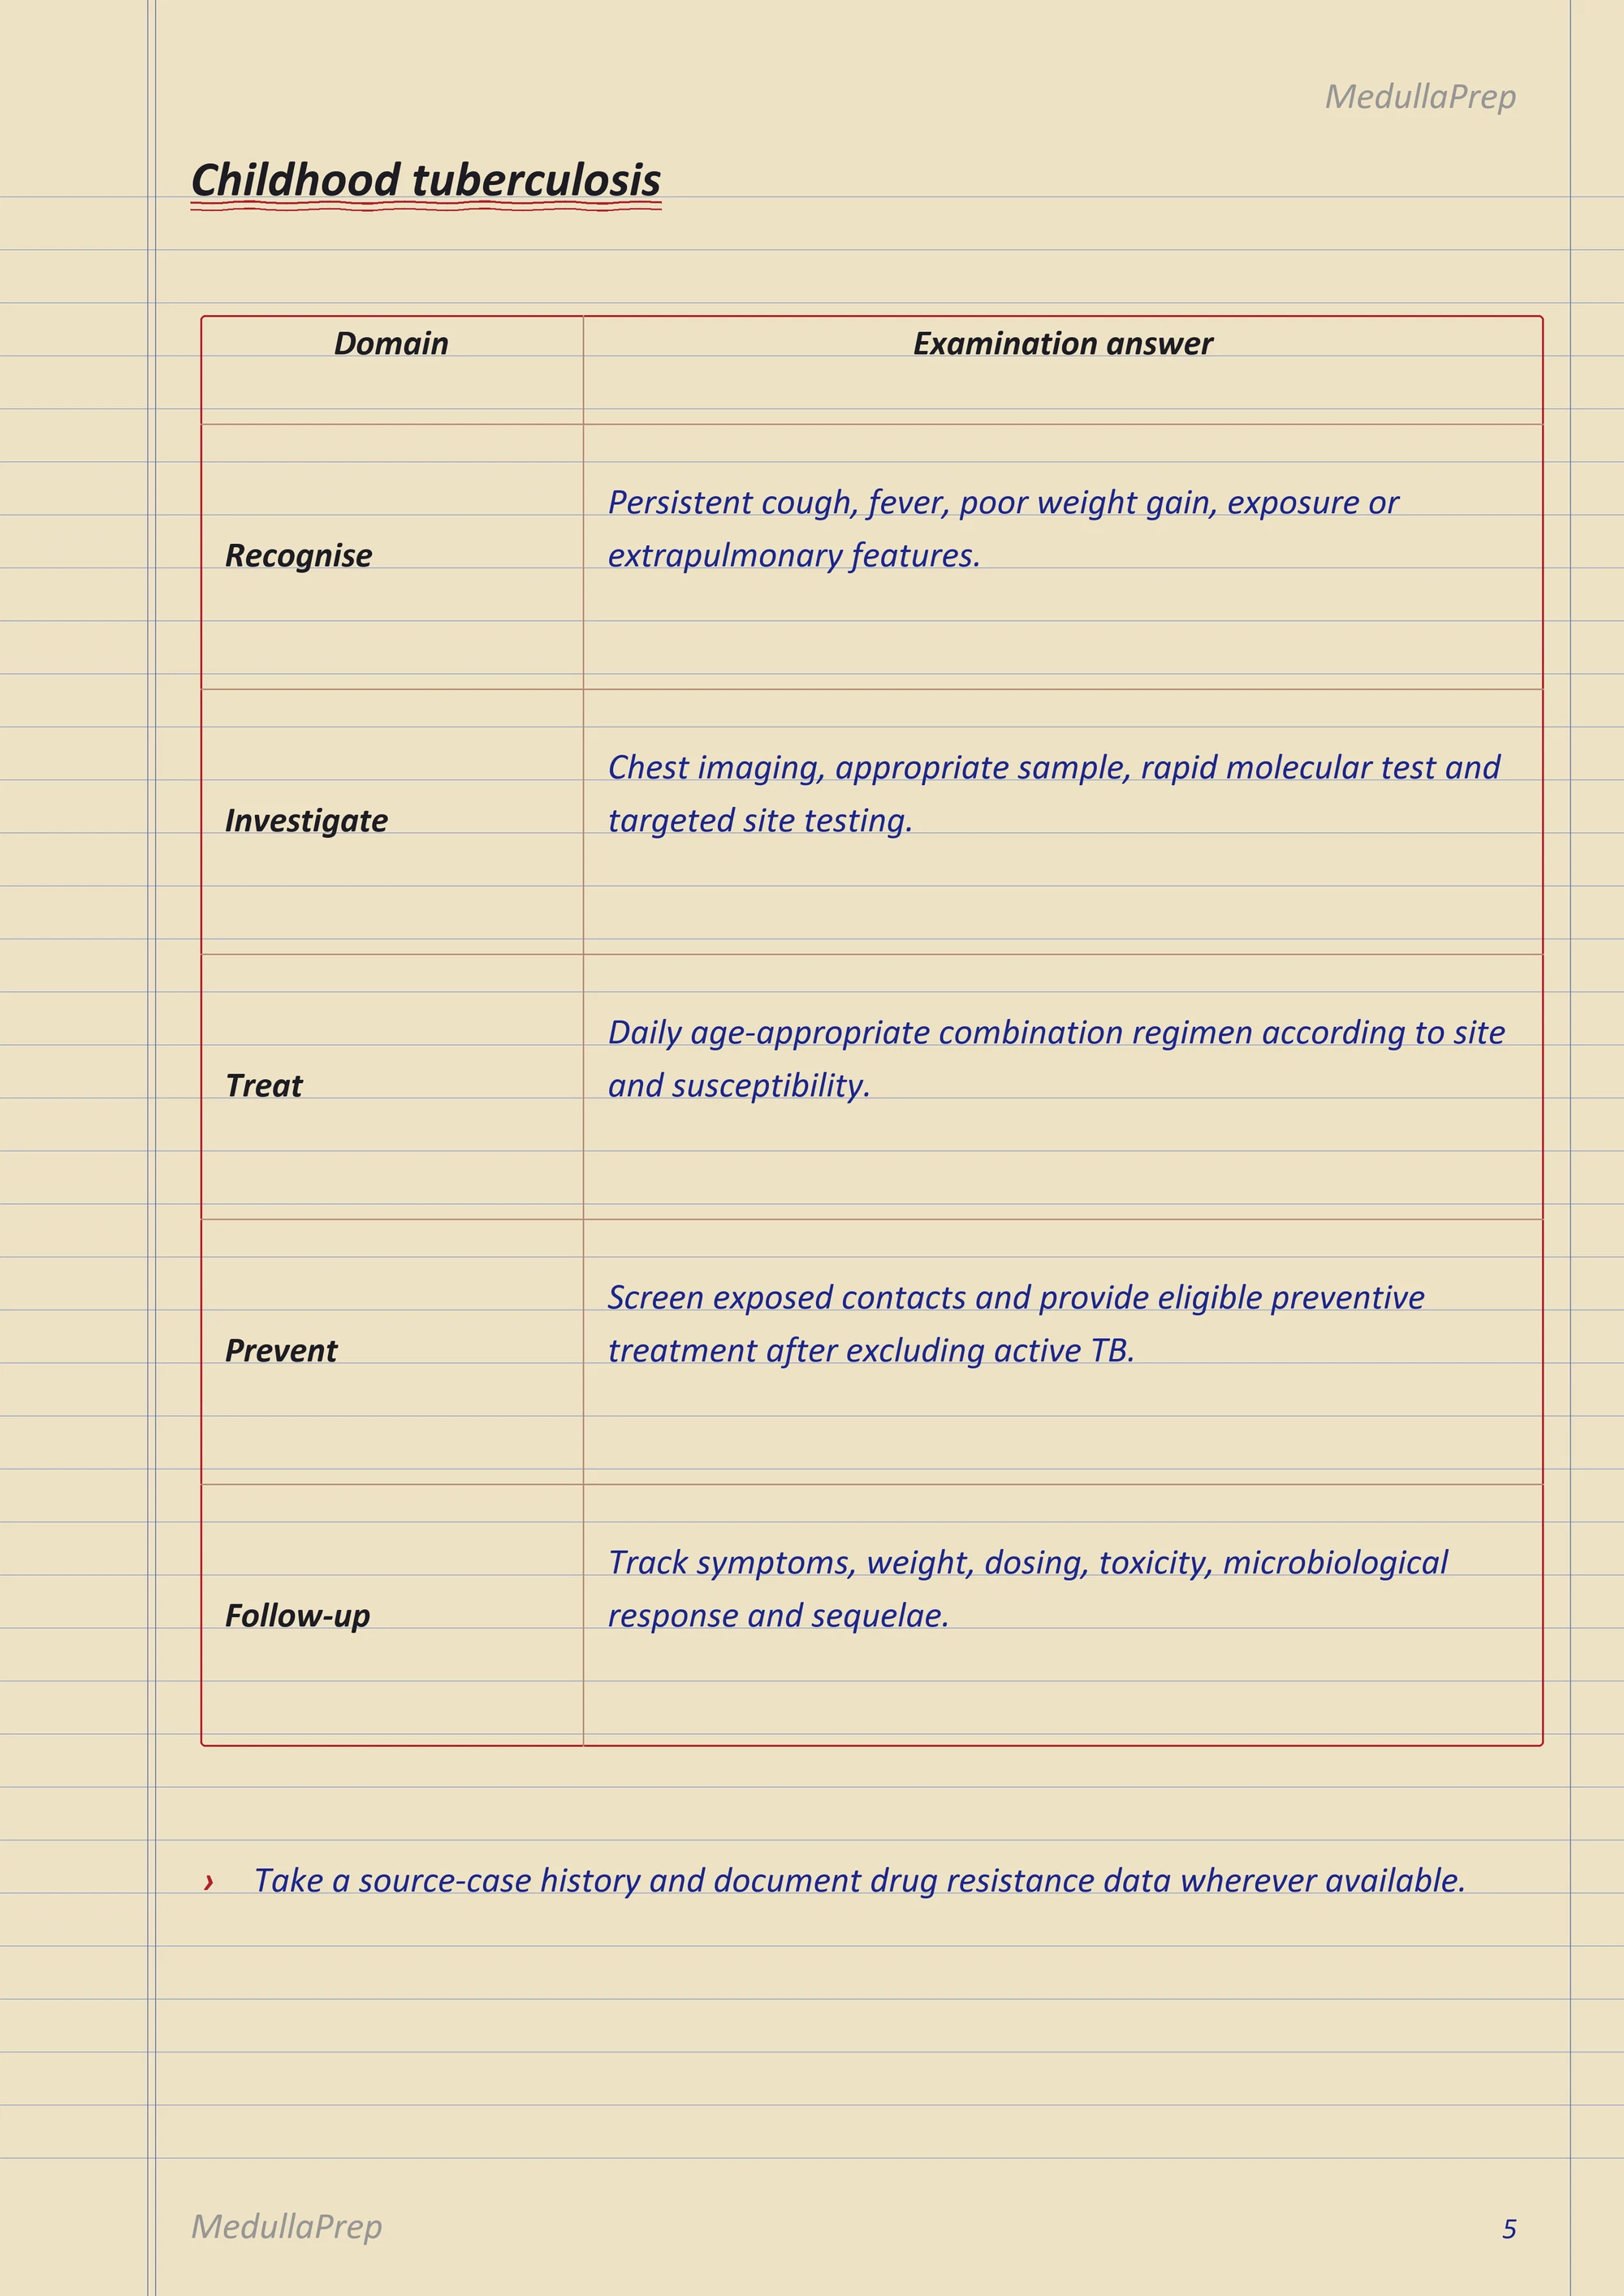 MedullaPrep
Childhood tuberculosis
Domain
Examination answer
Recognise
Persistent cough, fever, poor weight gain, exposure or
extrapulmonary features.
Investigate
Chest imaging, appropriate sample, rapid molecular test and
targeted site testing.
Treat
Daily age-appropriate combination regimen according to site
and susceptibility.
Prevent
Screen exposed contacts and provide eligible preventive
treatment after excluding active TB.
Follow-up
Track symptoms, weight, dosing, toxicity, microbiological
response and sequelae.
› Take a source-case history and document drug resistance data wherever available.
MedullaPrep
5